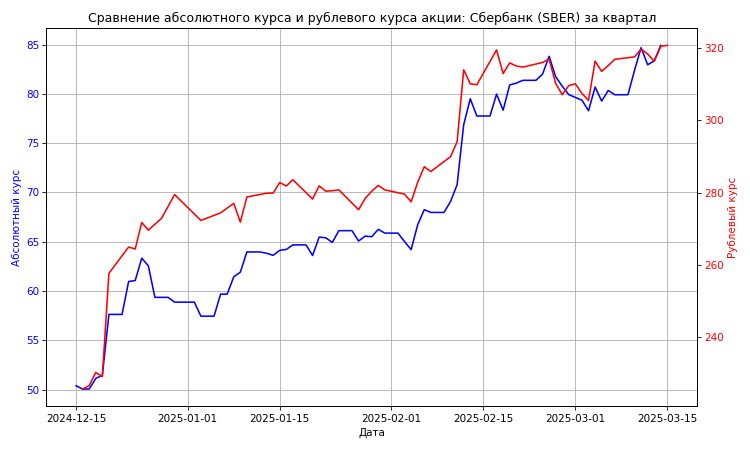 Сравнение абсолютного курса и рублевого курса акции: Сбербанк (SBER) за квартал
85
80
75
70
65
60
55
50
Абсолютный курс
320
300
280
260
240
Рублевый курс
2024-12-15 2025-01-01 2025-01-15 2025-02-01 2025-02-15 2025-03-01 2025-03-15
Дата